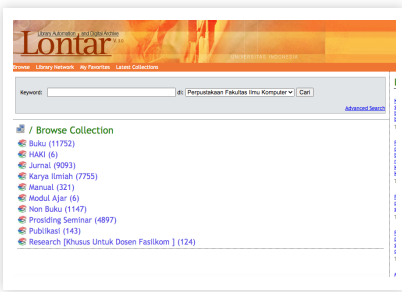 Library Automation and Digital Archive
Lontar
UNIVERSITAS INDONESIA
Browse Library Network My Favorites Latest Collections
Keyword: di: Perpustakaan Fakultas Ilmu Komputer Cari
Advanced Search
/ Browse Collection
Buku (11752)
HAKI (6)
Jurnal (9093)
Karya Ilmiah (7755)
Manual (321)
Modul Ajar (6)
Non Buku (1147)
Prosiding Seminar (4897)
Publikasi (143)
Research [Khusus Untuk Dosen Fasilkom ] (124)